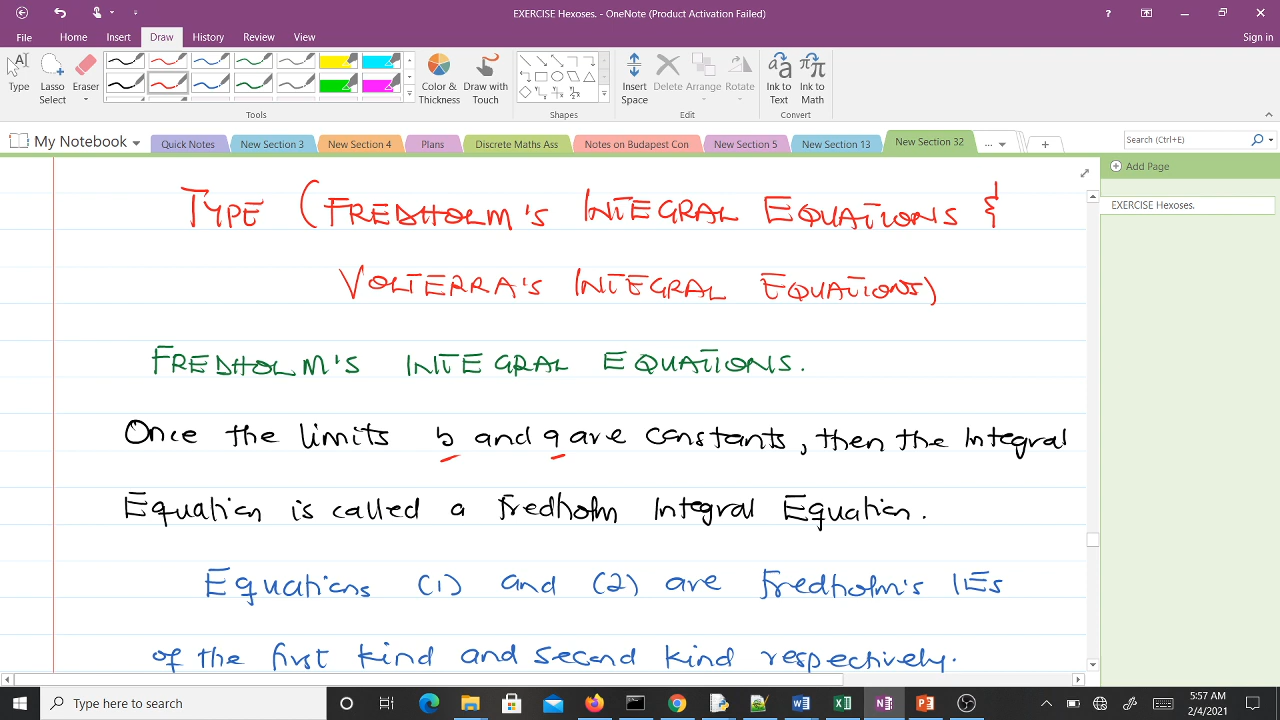 EXERCISE Hexoses. - OneNote (Product Activation Failed)
?
Sign in
File Home Insert Draw History Review View
Type
Lasso Select
Eraser
Color & Thickness
Draw with Touch
Insert Space
Delete
Arrange
Rotate
Ink to Text
Ink to Math
Tools
Shapes
Edit
Convert
My Notebook
Quick Notes
New Section 3
New Section 4
Plans
Discrete Maths Ass
Notes on Budapest Con
New Section 5
New Section 13
New Section 32
...
Search (Ctrl+E)
Add Page
EXERCISE Hexoses.
TYPE (FREDHOLM'S INTEGRAL EQUATIONS &
VOLTERRA'S INTEGRAL EQUATIONS)
FREDHOLM'S INTEGRAL EQUATIONS.
Once the limits b and a are constants, then the Integral
Equation is called a Fredholm Integral Equation.
Equations (1) and (2) are Fredholm's IEs
of the first kind and second kind respectively.
Type here to search
5:57 AM
2/4/2021